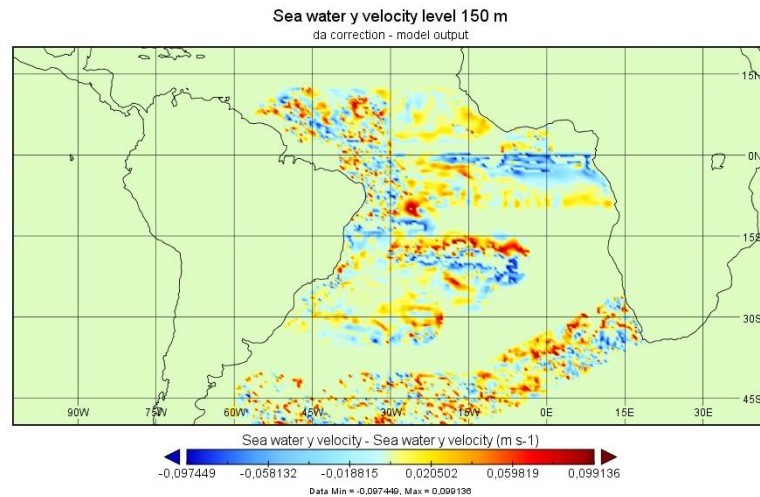 Sea water y velocity level 150 m
da correction - model output
15N
0N
15S
30S
45S
90W 75W 60W 45W 30W 15W 0E 15E 30E
Sea water y velocity - Sea water y velocity (m s-1)
-0,097449 -0,058132 -0,018815 0,020502 0,059819 0,099136
Data Min = -0,097449, Max = 0,099136